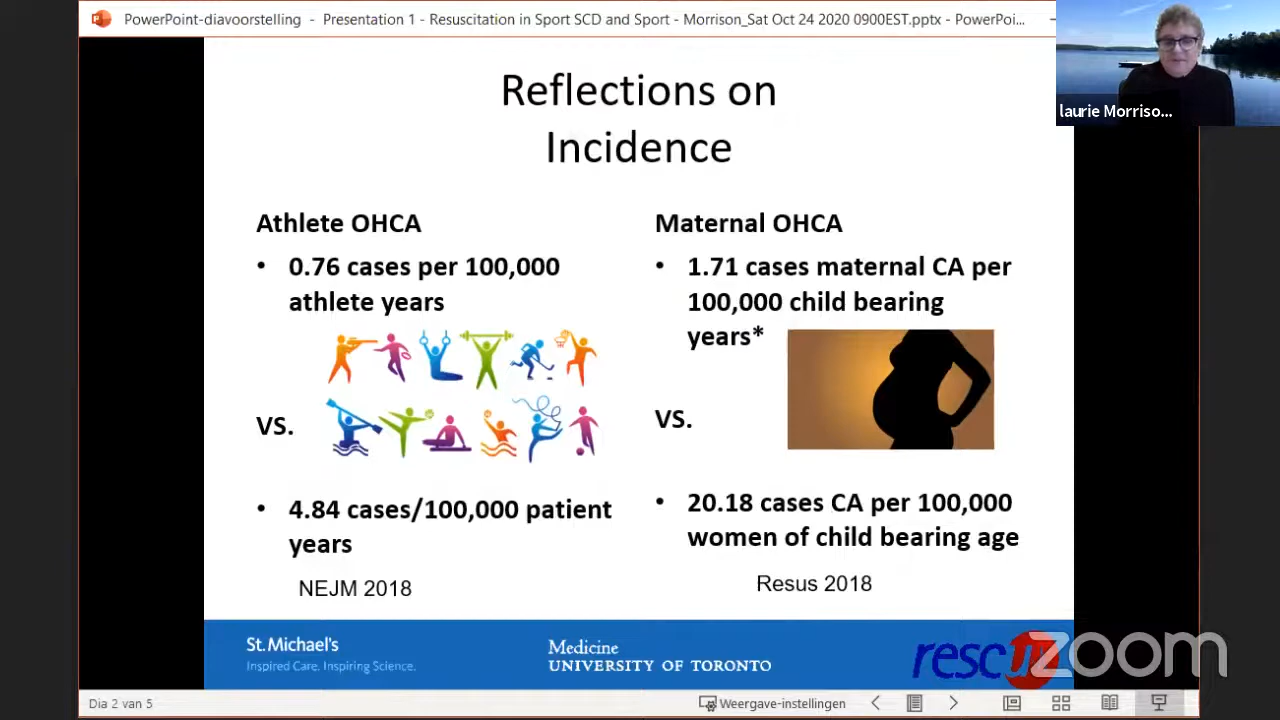 PowerPoint-diavoorstelling - Presentation 1 - Resuscitation in Sport SCD and Sport - Morrison_Sat Oct 24 2020 0900EST.pptx - PowerPoi...
laurie Morriso...
Reflections on
Incidence
Athlete OHCA
• 0.76 cases per 100,000
athlete years
VS.
• 4.84 cases/100,000 patient
years
NEJM 2018
Maternal OHCA
• 1.71 cases maternal CA per
100,000 child bearing
years*
VS.
• 20.18 cases CA per 100,000
women of child bearing age
Resus 2018
St. Michael's
Inspired Care. Inspiring Science.
Medicine
UNIVERSITY OF TORONTO
zoom
Dia 2 van 5
Weergave-instellingen